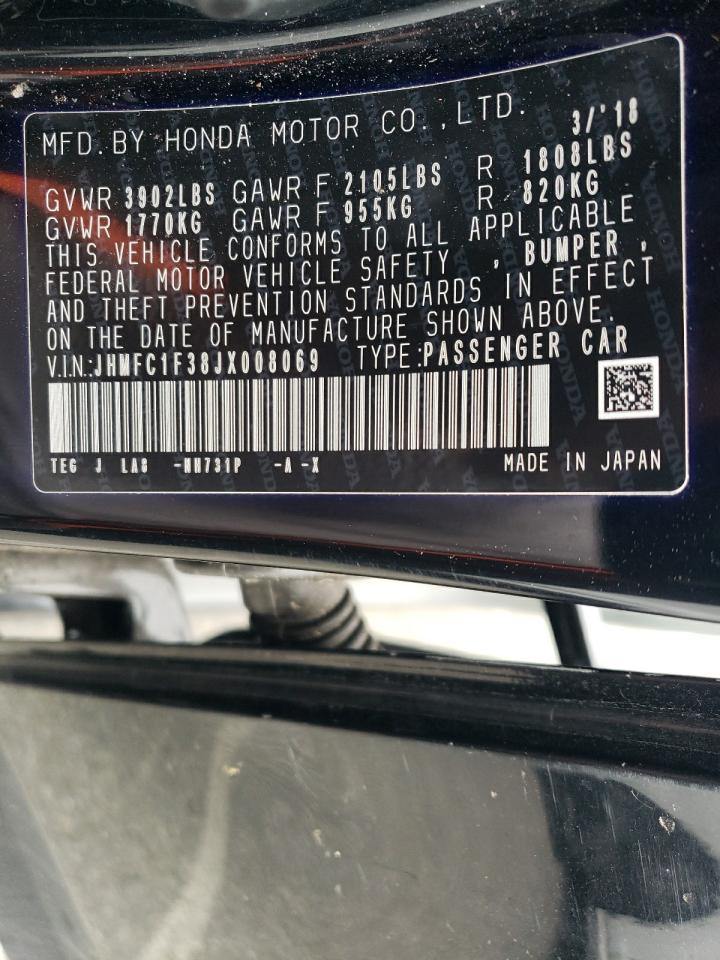 MFD. BY HONDA MOTOR CO., LTD. 3/'18
GVWR 3902LBS GAWR F 2105LBS R 1808LBS
GVWR 1770KG GAWR F 955KG R 820KG
THIS VEHICLE CONFORMS TO ALL APPLICABLE
FEDERAL MOTOR VEHICLE SAFETY , BUMPER ,
AND THEFT PREVENTION STANDARDS IN EFFECT
ON THE DATE OF MANUFACTURE SHOWN ABOVE.
V.I.N.:JHMFC1F38JX008069 TYPE:PASSENGER CAR
TEG J LA8 -NH731P -A -X MADE IN JAPAN